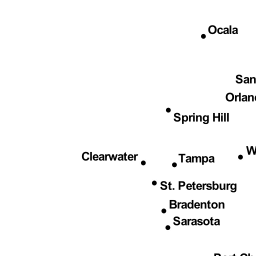 Ocala
San
Orlan
Spring Hill
W
Clearwater
Tampa
St. Petersburg
Bradenton
Sarasota